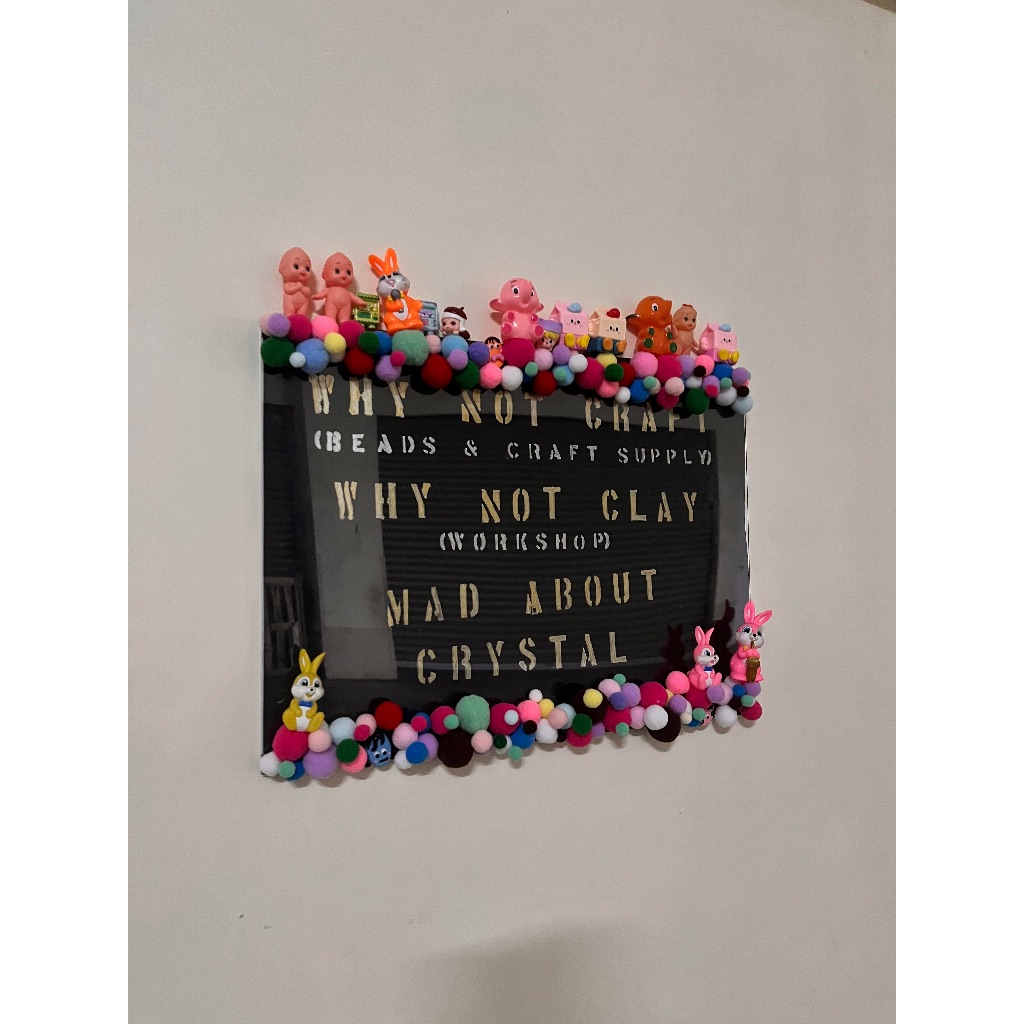 WHY NOT CRAFT
(BEADS & CRAFT SUPPLY)
WHY NOT CLAY
(WORKSHOP)
MAD ABOUT
CRYSTAL